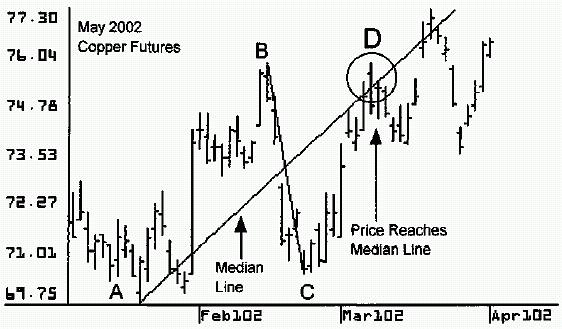 77.30
May 2002
Copper Futures
76.04
B
D
74.78
73.53
72.27
Price Reaches
Median Line
71.01
Median
Line
69.75
A
C
Feb102
Mar102
Apr102